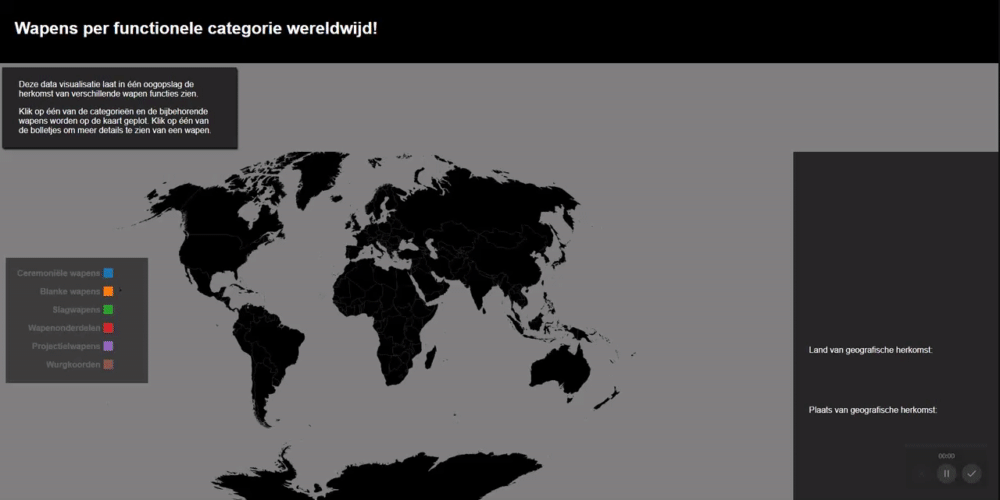 Wapens per functionele categorie wereldwijd!
Deze data visualisatie laat in één oogopslag de
herkomst van verschillende wapen functies zien.
Klik op één van de categorieën en de bijbehorende
wapens worden op de kaart geplot. Klik op één van
de bolletjes om meer details te zien van een wapen.
Ceremoniële wapens
Blanke wapens
Slagwapens
Wapenonderdelen
Projectielwapens
Wurgkoorden
Land van geografische herkomst:
Plaats van geografische herkomst:
00:00